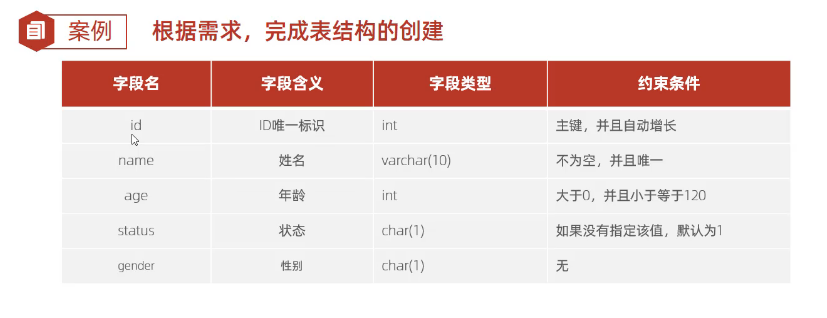 案例 根据需求，完成表结构的创建
字段名 字段含义 字段类型 约束条件
id ID唯一标识 int 主键，并且自动增长
name 姓名 varchar(10) 不为空，并且唯一
age 年龄 int 大于0，并且小于等于120
status 状态 char(1) 如果没有指定该值，默认为1
gender 性别 char(1) 无